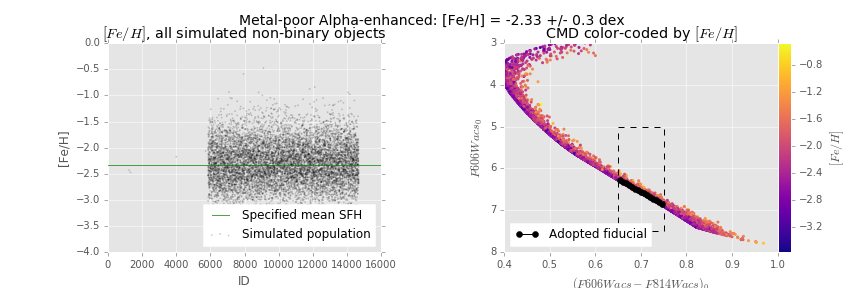 Metal-poor Alpha-enhanced: [Fe/H] = -2.33 +/- 0.3 dex
[Fe/H], all simulated non-binary objects
0.0
−0.5
−1.0
−1.5
−2.0
−2.5
−3.0
−3.5
−4.0
[Fe/H]
Specified mean SFH
Simulated population
0 2000 4000 6000 8000 10000 12000 14000 16000
ID
CMD color-coded by [Fe/H]
3
4
5
6
7
8
F606Wacs0
Adopted fiducial
0.4 0.5 0.6 0.7 0.8 0.9 1.0
(F606Wacs − F814Wacs)0
−0.8
−1.2
−1.6
−2.0
−2.4
−2.8
−3.2
[Fe/H]